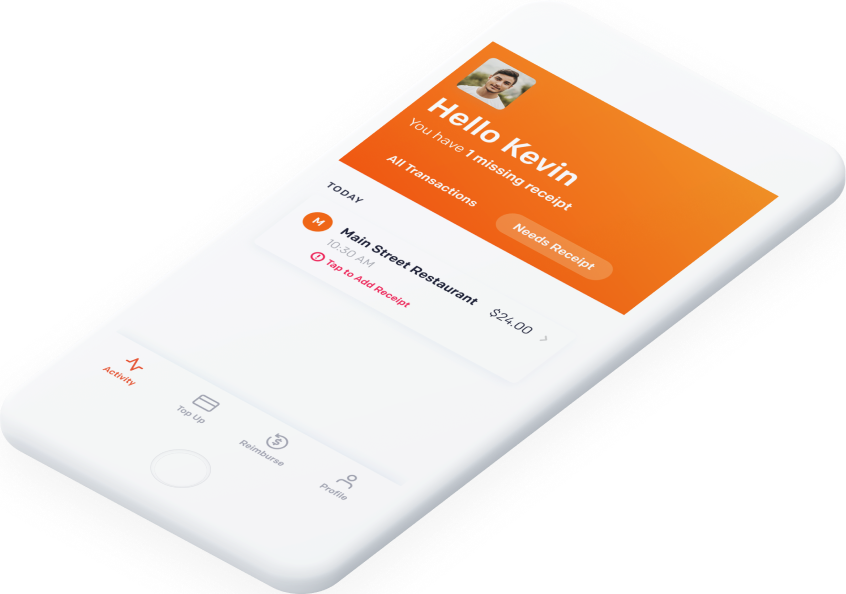 Hello Kevin
You have 1 missing receipt
All Transactions
Needs Receipt
TODAY
M
Main Street Restaurant
10:30 AM
$24.00
! Tap to Add Receipt
Activity
Top Up
$
Reimburse
Profile